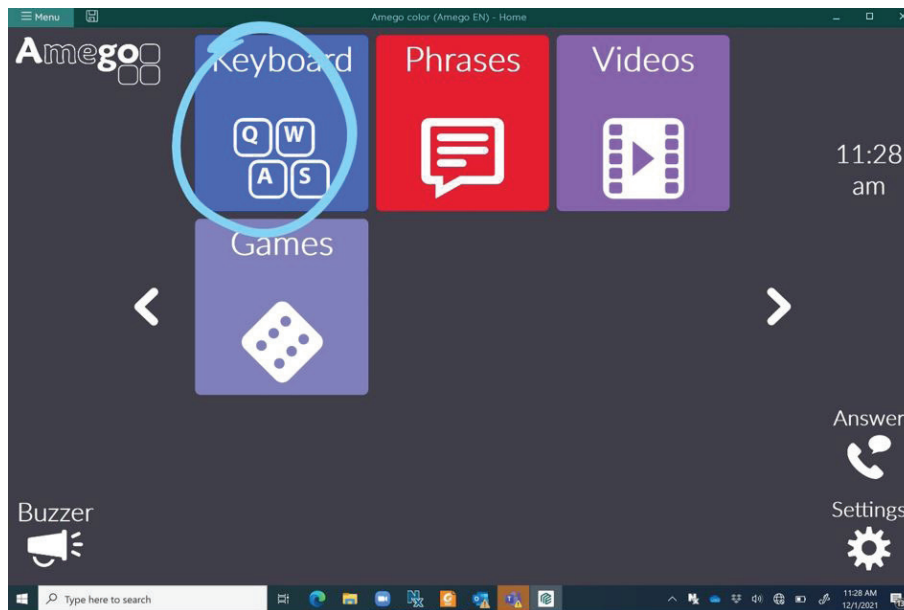 Menu
Amego color (Amego EN) - Home
Amego
Keyboard
Q W
A S
Phrases
Videos
11:28
am
Games
Answer
Buzzer
Settings
Type here to search
11:28 AM
12/1/2021